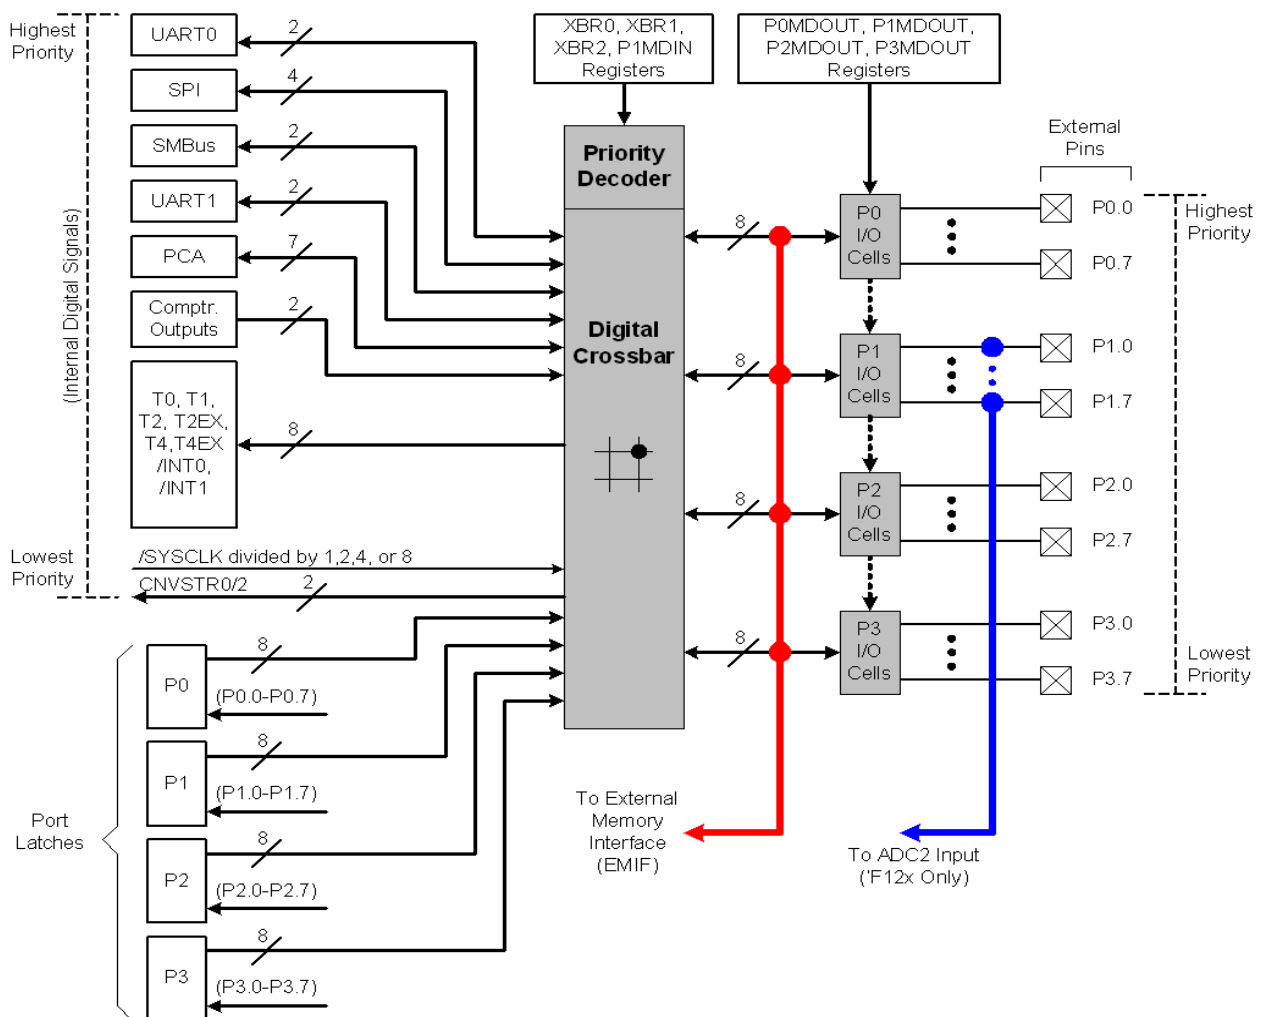 Highest
Priority
UART0
2
SPI
4
SMBus
2
UART1
2
PCA
7
Comptr.
Outputs
2
T0, T1,
T2, T2EX,
T4,T4EX
/INT0,
/INT1
8
(Internal Digital Signals)
Lowest
Priority
/SYSCLK divided by 1,2,4, or 8
CNVSTR0/2
2
Port
Latches
P0
8
(P0.0-P0.7)
P1
8
(P1.0-P1.7)
P2
8
(P2.0-P2.7)
P3
8
(P3.0-P3.7)
XBR0, XBR1,
XBR2, P1MDIN
Registers
Priority
Decoder
Digital
Crossbar
8
8
8
8
To External
Memory
Interface
(EMIF)
P0MDOUT, P1MDOUT,
P2MDOUT, P3MDOUT
Registers
P0
I/O
Cells
P1
I/O
Cells
P2
I/O
Cells
P3
I/O
Cells
To ADC2 Input
('F12x Only)
External
Pins
P0.0
P0.7
P1.0
P1.7
P2.0
P2.7
P3.0
P3.7
Highest
Priority
Lowest
Priority